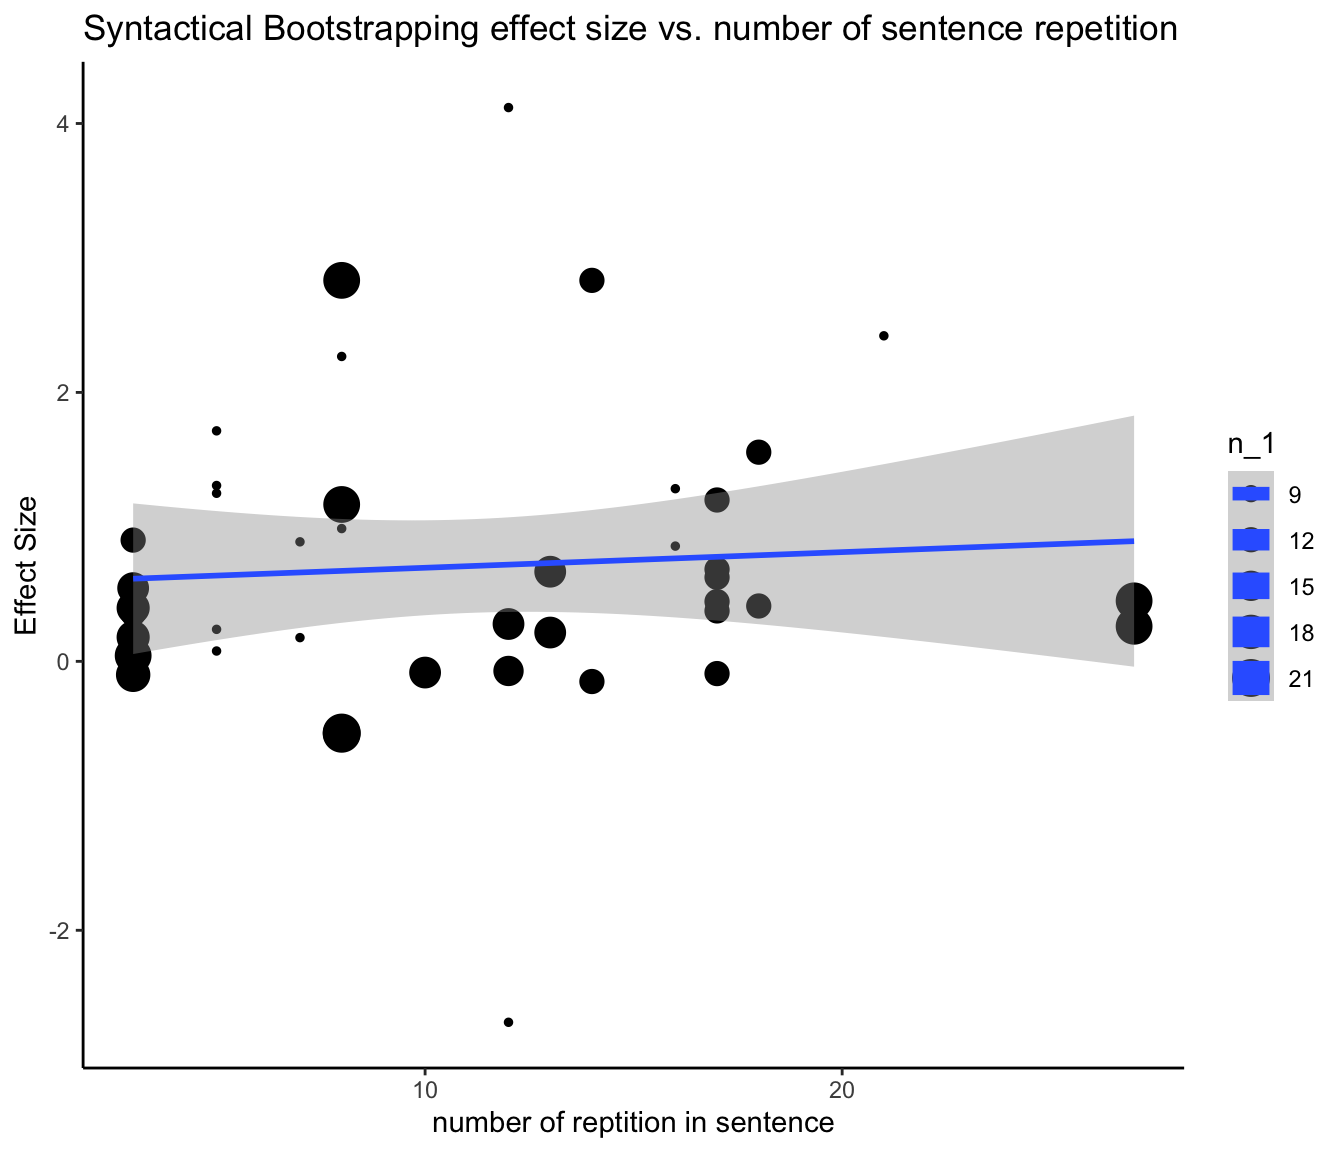 Syntactical Bootstrapping effect size vs. number of sentence repetition
4
2
0
-2
Effect Size
10
20
number of reptition in sentence
n_1
9
12
15
18
21